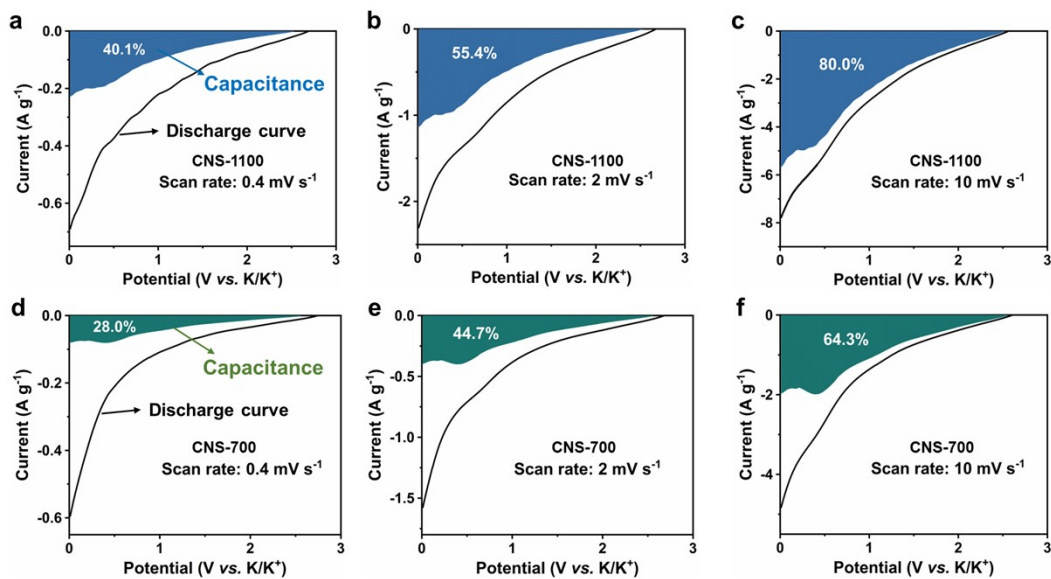 a
0.0
-0.2
-0.4
-0.6
Current (A g⁻¹)
40.1%
Capacitance
Discharge curve
CNS-1100
Scan rate: 0.4 mV s⁻¹
0 1 2 3
Potential (V vs. K/K⁺)
b
0
-1
-2
Current (A g⁻¹)
55.4%
CNS-1100
Scan rate: 2 mV s⁻¹
0 1 2 3
Potential (V vs. K/K⁺)
c
0
-2
-4
-6
-8
Current (A g⁻¹)
80.0%
CNS-1100
Scan rate: 10 mV s⁻¹
0 1 2 3
Potential (V vs. K/K⁺)
d
0.0
-0.2
-0.4
-0.6
Current (A g⁻¹)
28.0%
Capacitance
Discharge curve
CNS-700
Scan rate: 0.4 mV s⁻¹
0 1 2 3
Potential (V vs. K/K⁺)
e
0.0
-0.5
-1.0
-1.5
Current (A g⁻¹)
44.7%
CNS-700
Scan rate: 2 mV s⁻¹
0 1 2 3
Potential (V vs. K/K⁺)
f
0
-2
-4
Current (A g⁻¹)
64.3%
CNS-700
Scan rate: 10 mV s⁻¹
0 1 2 3
Potential (V vs. K/K⁺)